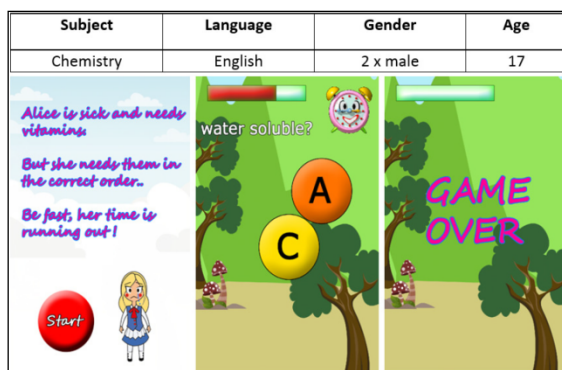 Subject Language Gender Age
Chemistry English 2 x male 17
Alice is sick and needs
vitamins.
But she needs them in
the correct order..
Be fast, her time is
running out!
Start
water soluble?
A
C
GAME
OVER